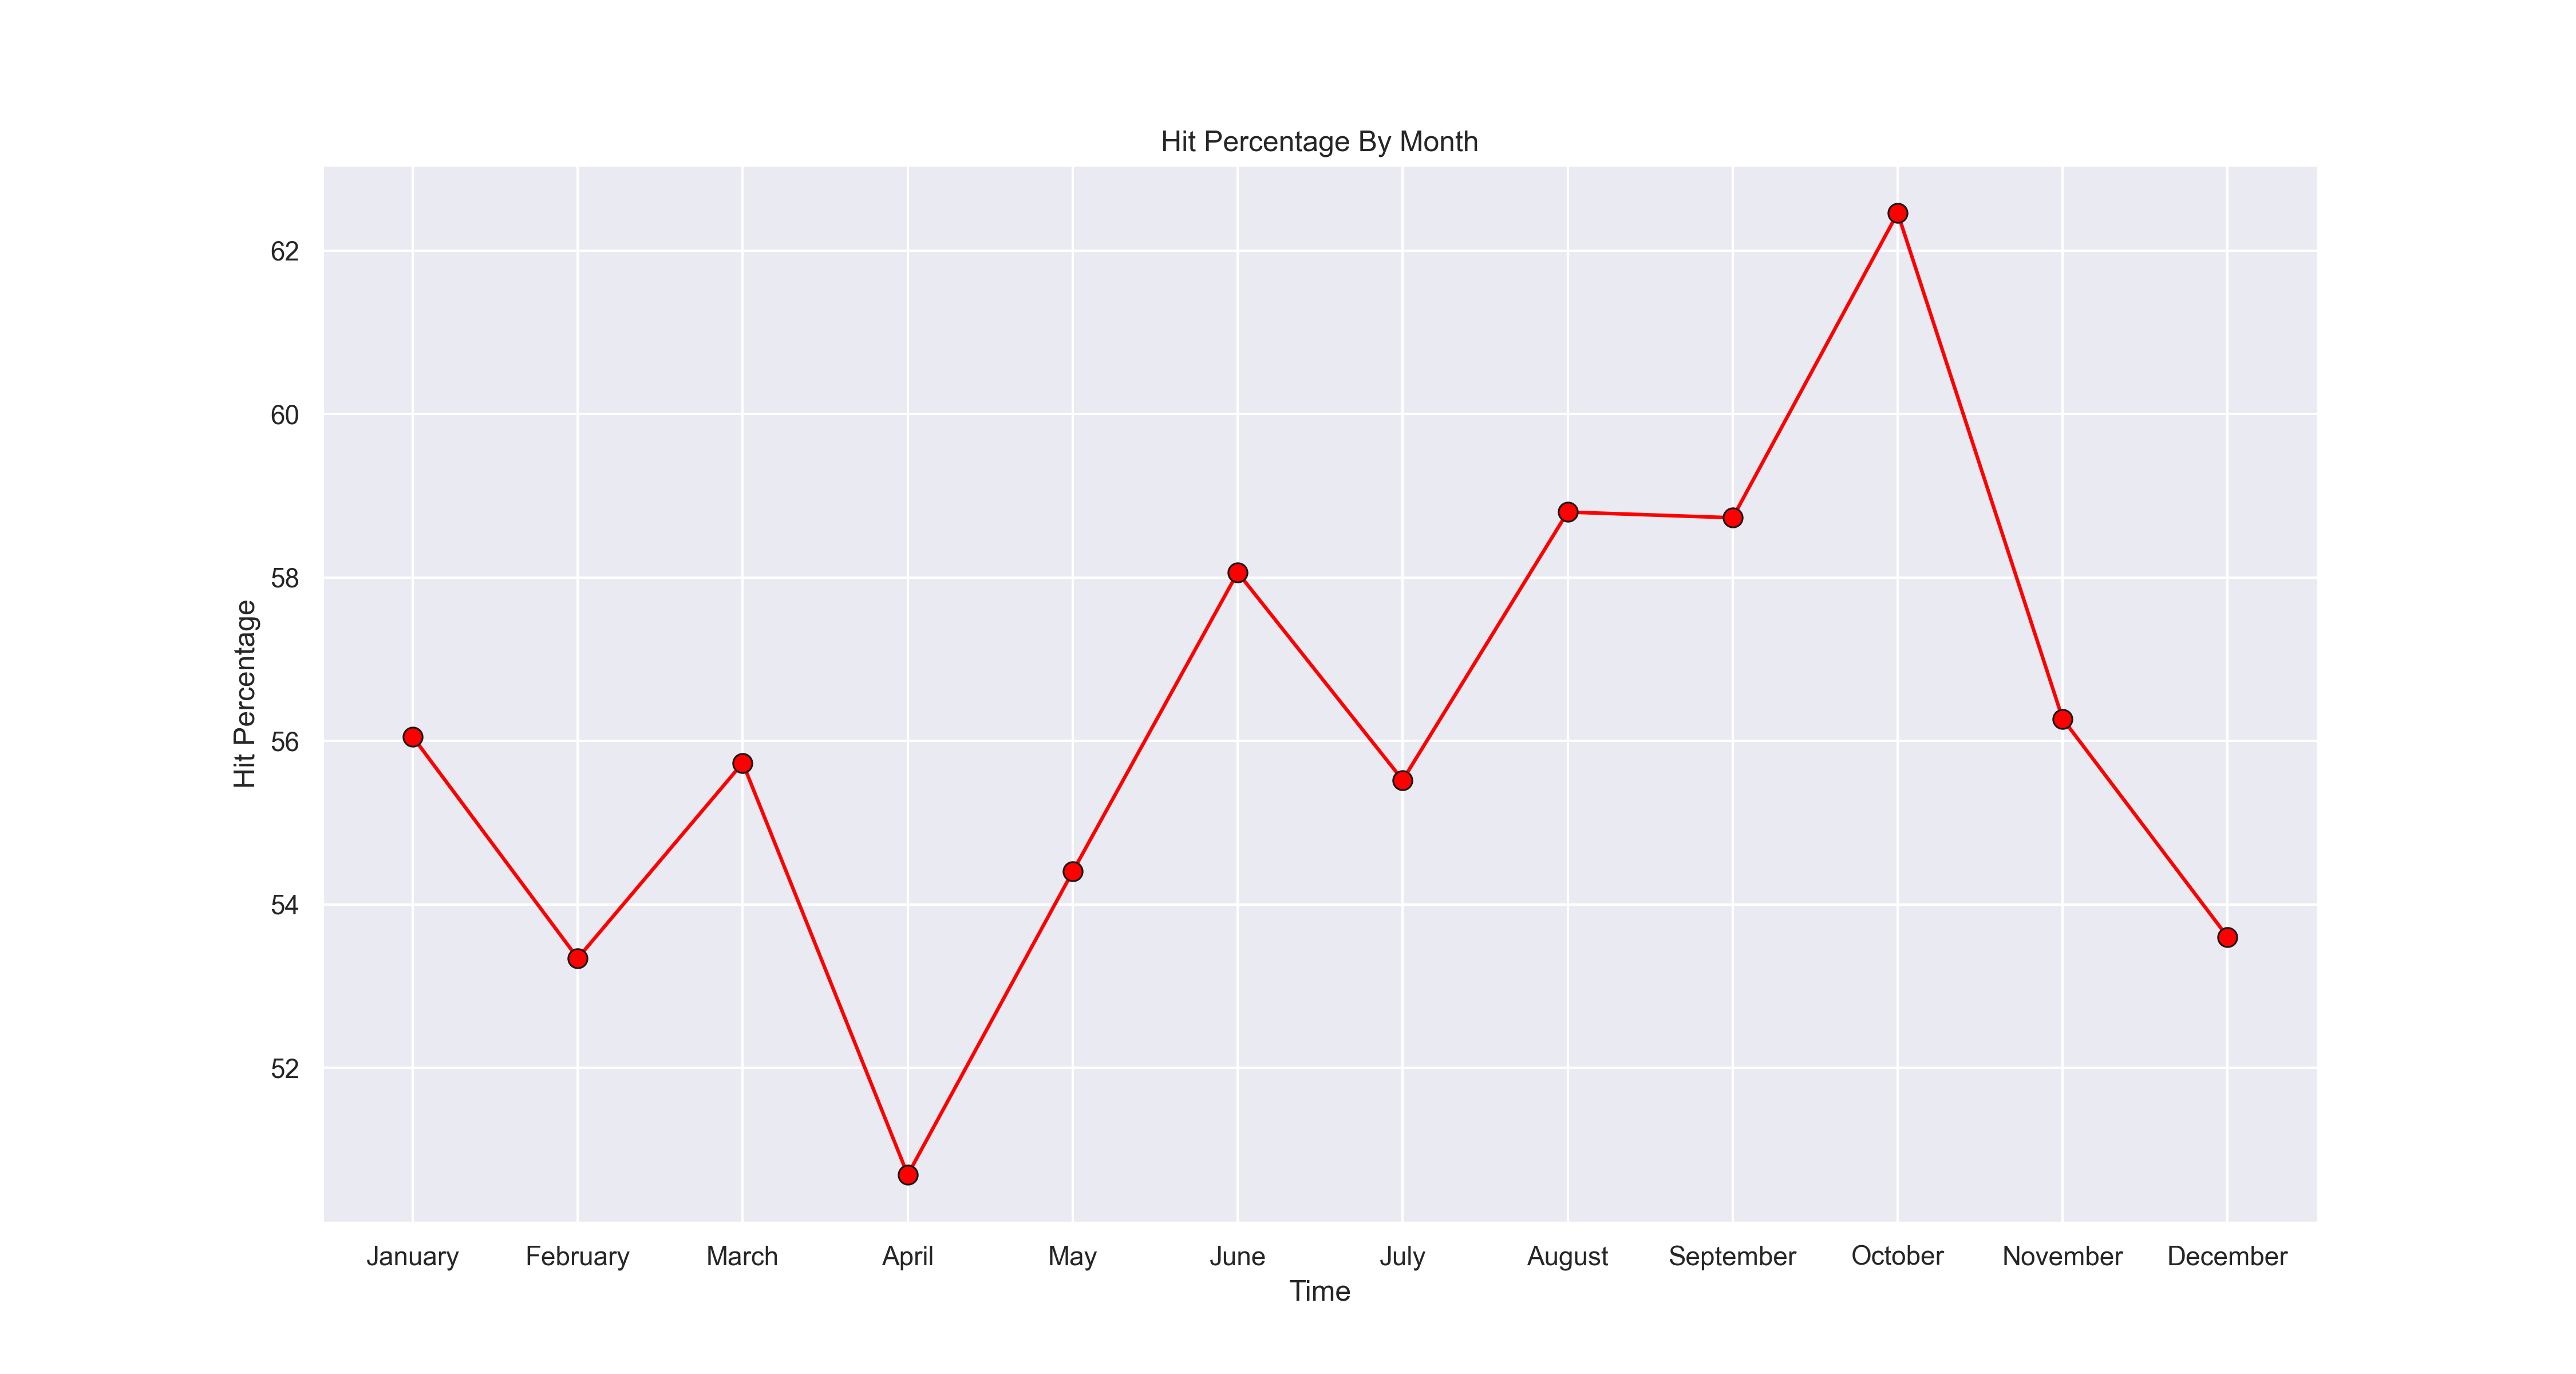 Hit Percentage By Month
Hit Percentage
62
60
58
56
54
52
January February March April May June July August September October November December
Time